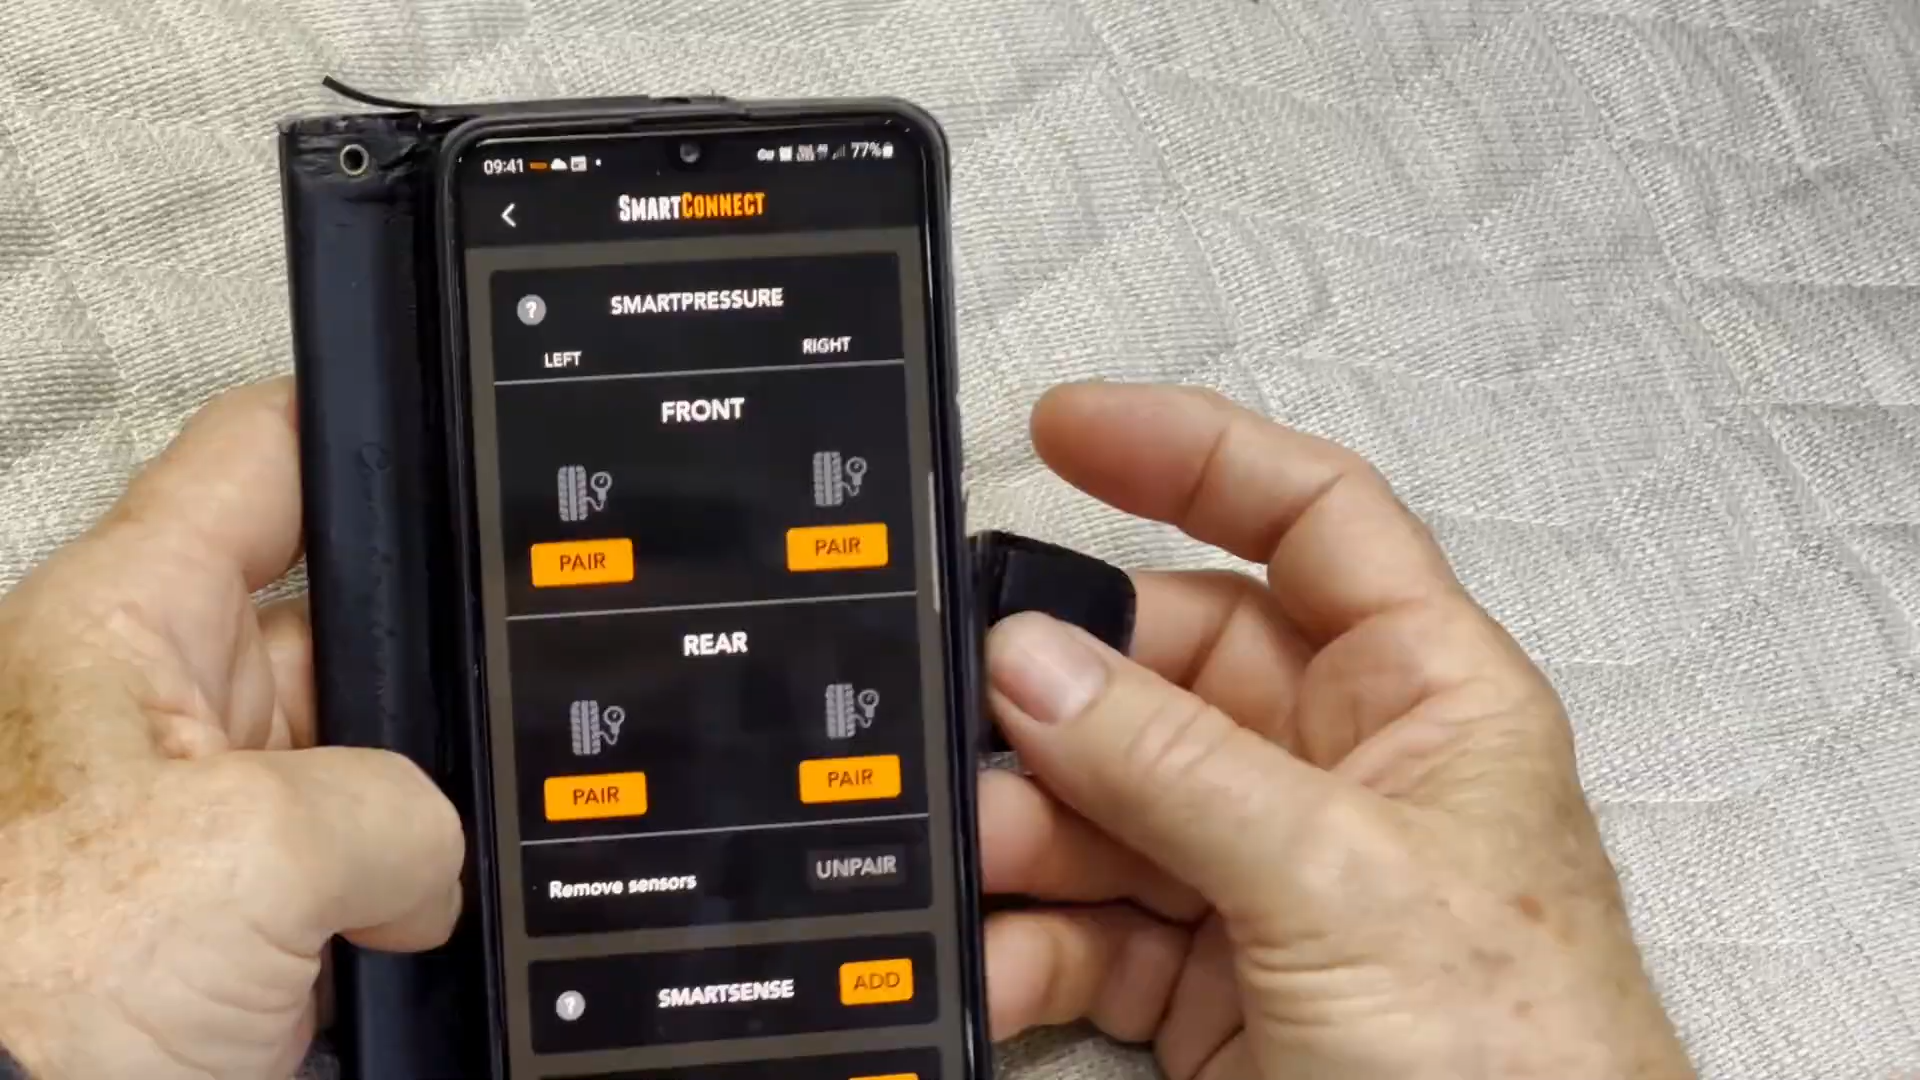 09:41
77%
SMARTCONNECT
?
SMARTPRESSURE
LEFT
RIGHT
FRONT
PAIR
PAIR
REAR
PAIR
PAIR
Remove sensors
UNPAIR
?
SMARTSENSE
ADD